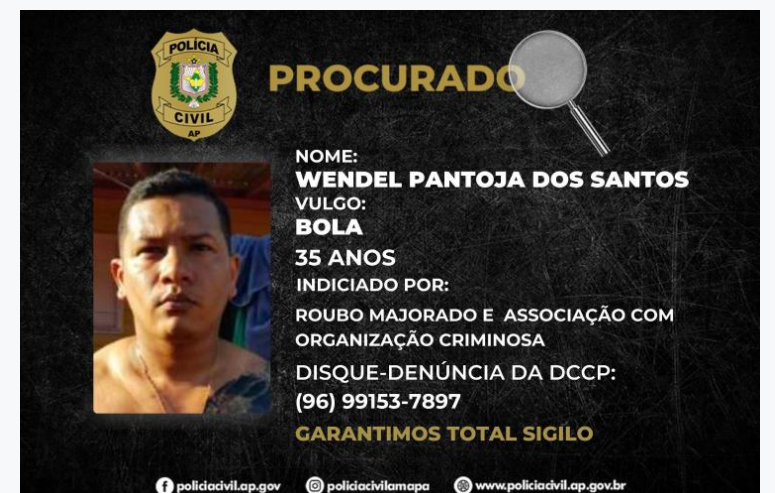 POLÍCIA
CIVIL
AP
PROCURADO
NOME:
WENDEL PANTOJA DOS SANTOS
VULGO:
BOLA
35 ANOS
INDICIADO POR:
ROUBO MAJORADO E ASSOCIAÇÃO COM
ORGANIZAÇÃO CRIMINOSA
DISQUE-DENÚNCIA DA DCCP:
(96) 99153-7897
GARANTIMOS TOTAL SIGILO
policiacivil.ap.gov policiacivilamapa www.policiacivil.ap.gov.br